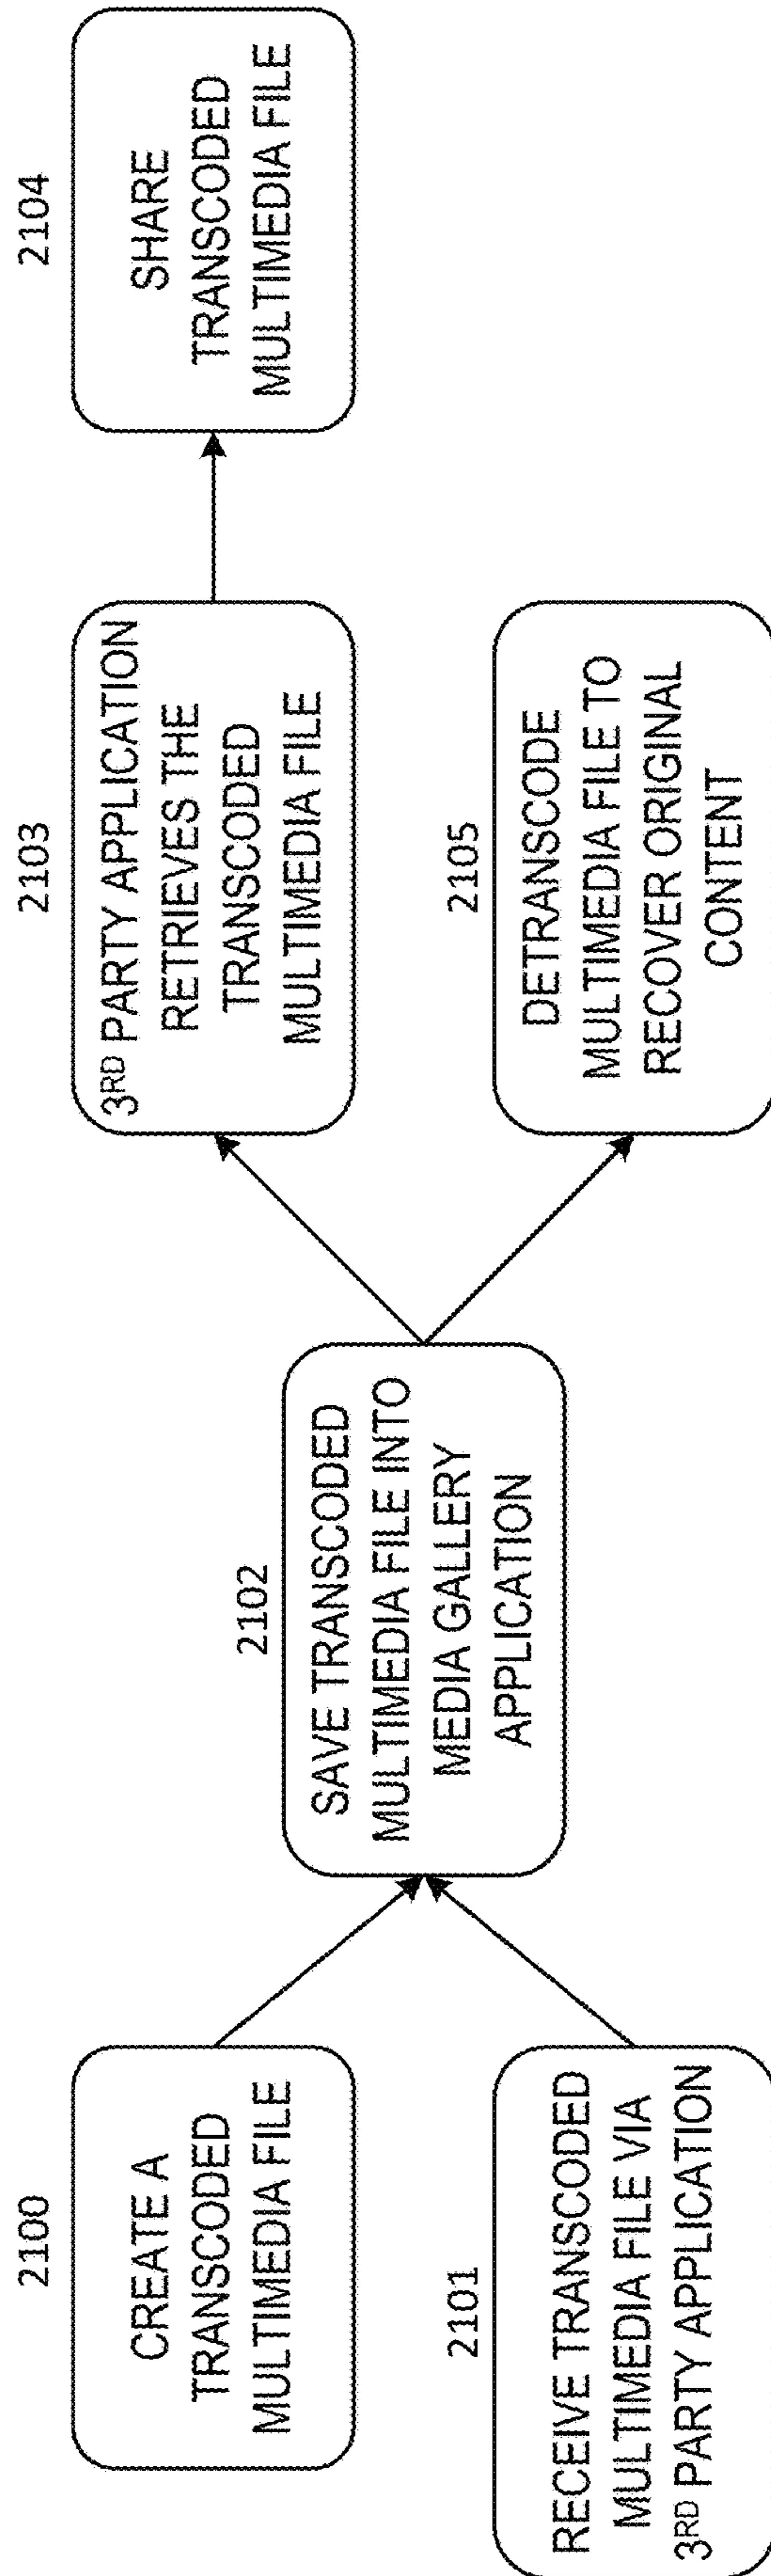 2100
CREATE A
TRANSCODED
MULTIMEDIA FILE
2101
RECEIVE TRANSCODED
MULTIMEDIA FILE VIA
3RD PARTY APPLICATION
2102
SAVE TRANSCODED
MULTIMEDIA FILE INTO
MEDIA GALLERY
APPLICATION
2103
3RD PARTY APPLICATION
RETRIEVES THE
TRANSCODED
MULTIMEDIA FILE
2105
DETRANSCODE
MULTIMEDIA FILE TO
RECOVER ORIGINAL
CONTENT
2104
SHARE
TRANSCODED
MULTIMEDIA FILE